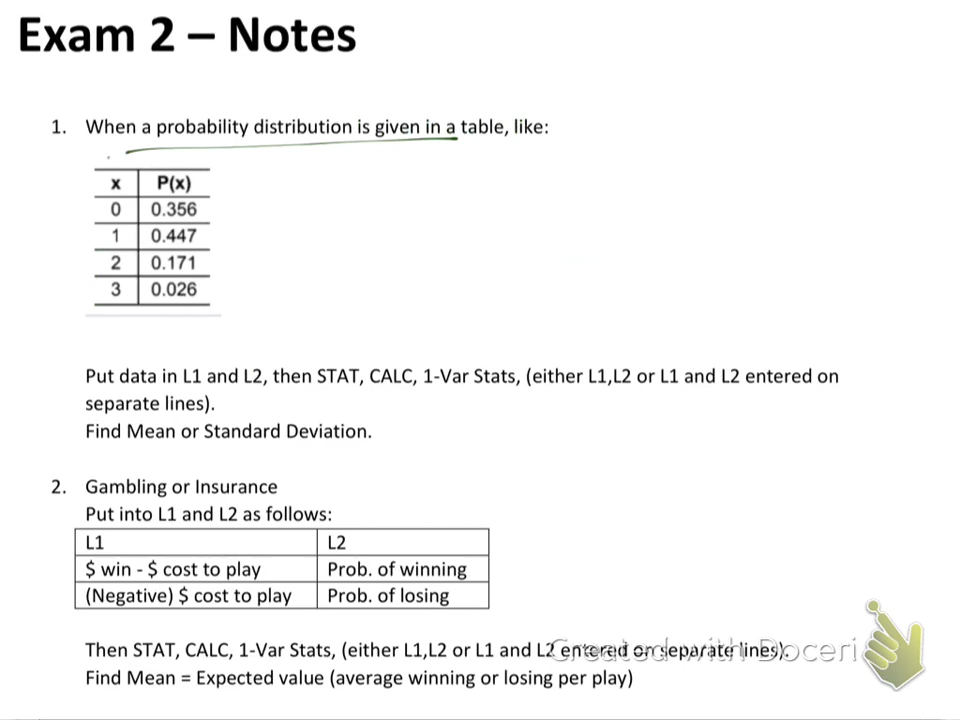 Exam 2 – Notes
1. When a probability distribution is given in a table, like:
x P(x)
0 0.356
1 0.447
2 0.171
3 0.026
Put data in L1 and L2, then STAT, CALC, 1-Var Stats, (either L1,L2 or L1 and L2 entered on
separate lines).
Find Mean or Standard Deviation.
2. Gambling or Insurance
Put into L1 and L2 as follows:
L1 L2
$ win - $ cost to play Prob. of winning
(Negative) $ cost to play Prob. of losing
Then STAT, CALC, 1-Var Stats, (either L1,L2 or L1 and L2 entered on separate lines).
Created with Doceri
Find Mean = Expected value (average winning or losing per play)